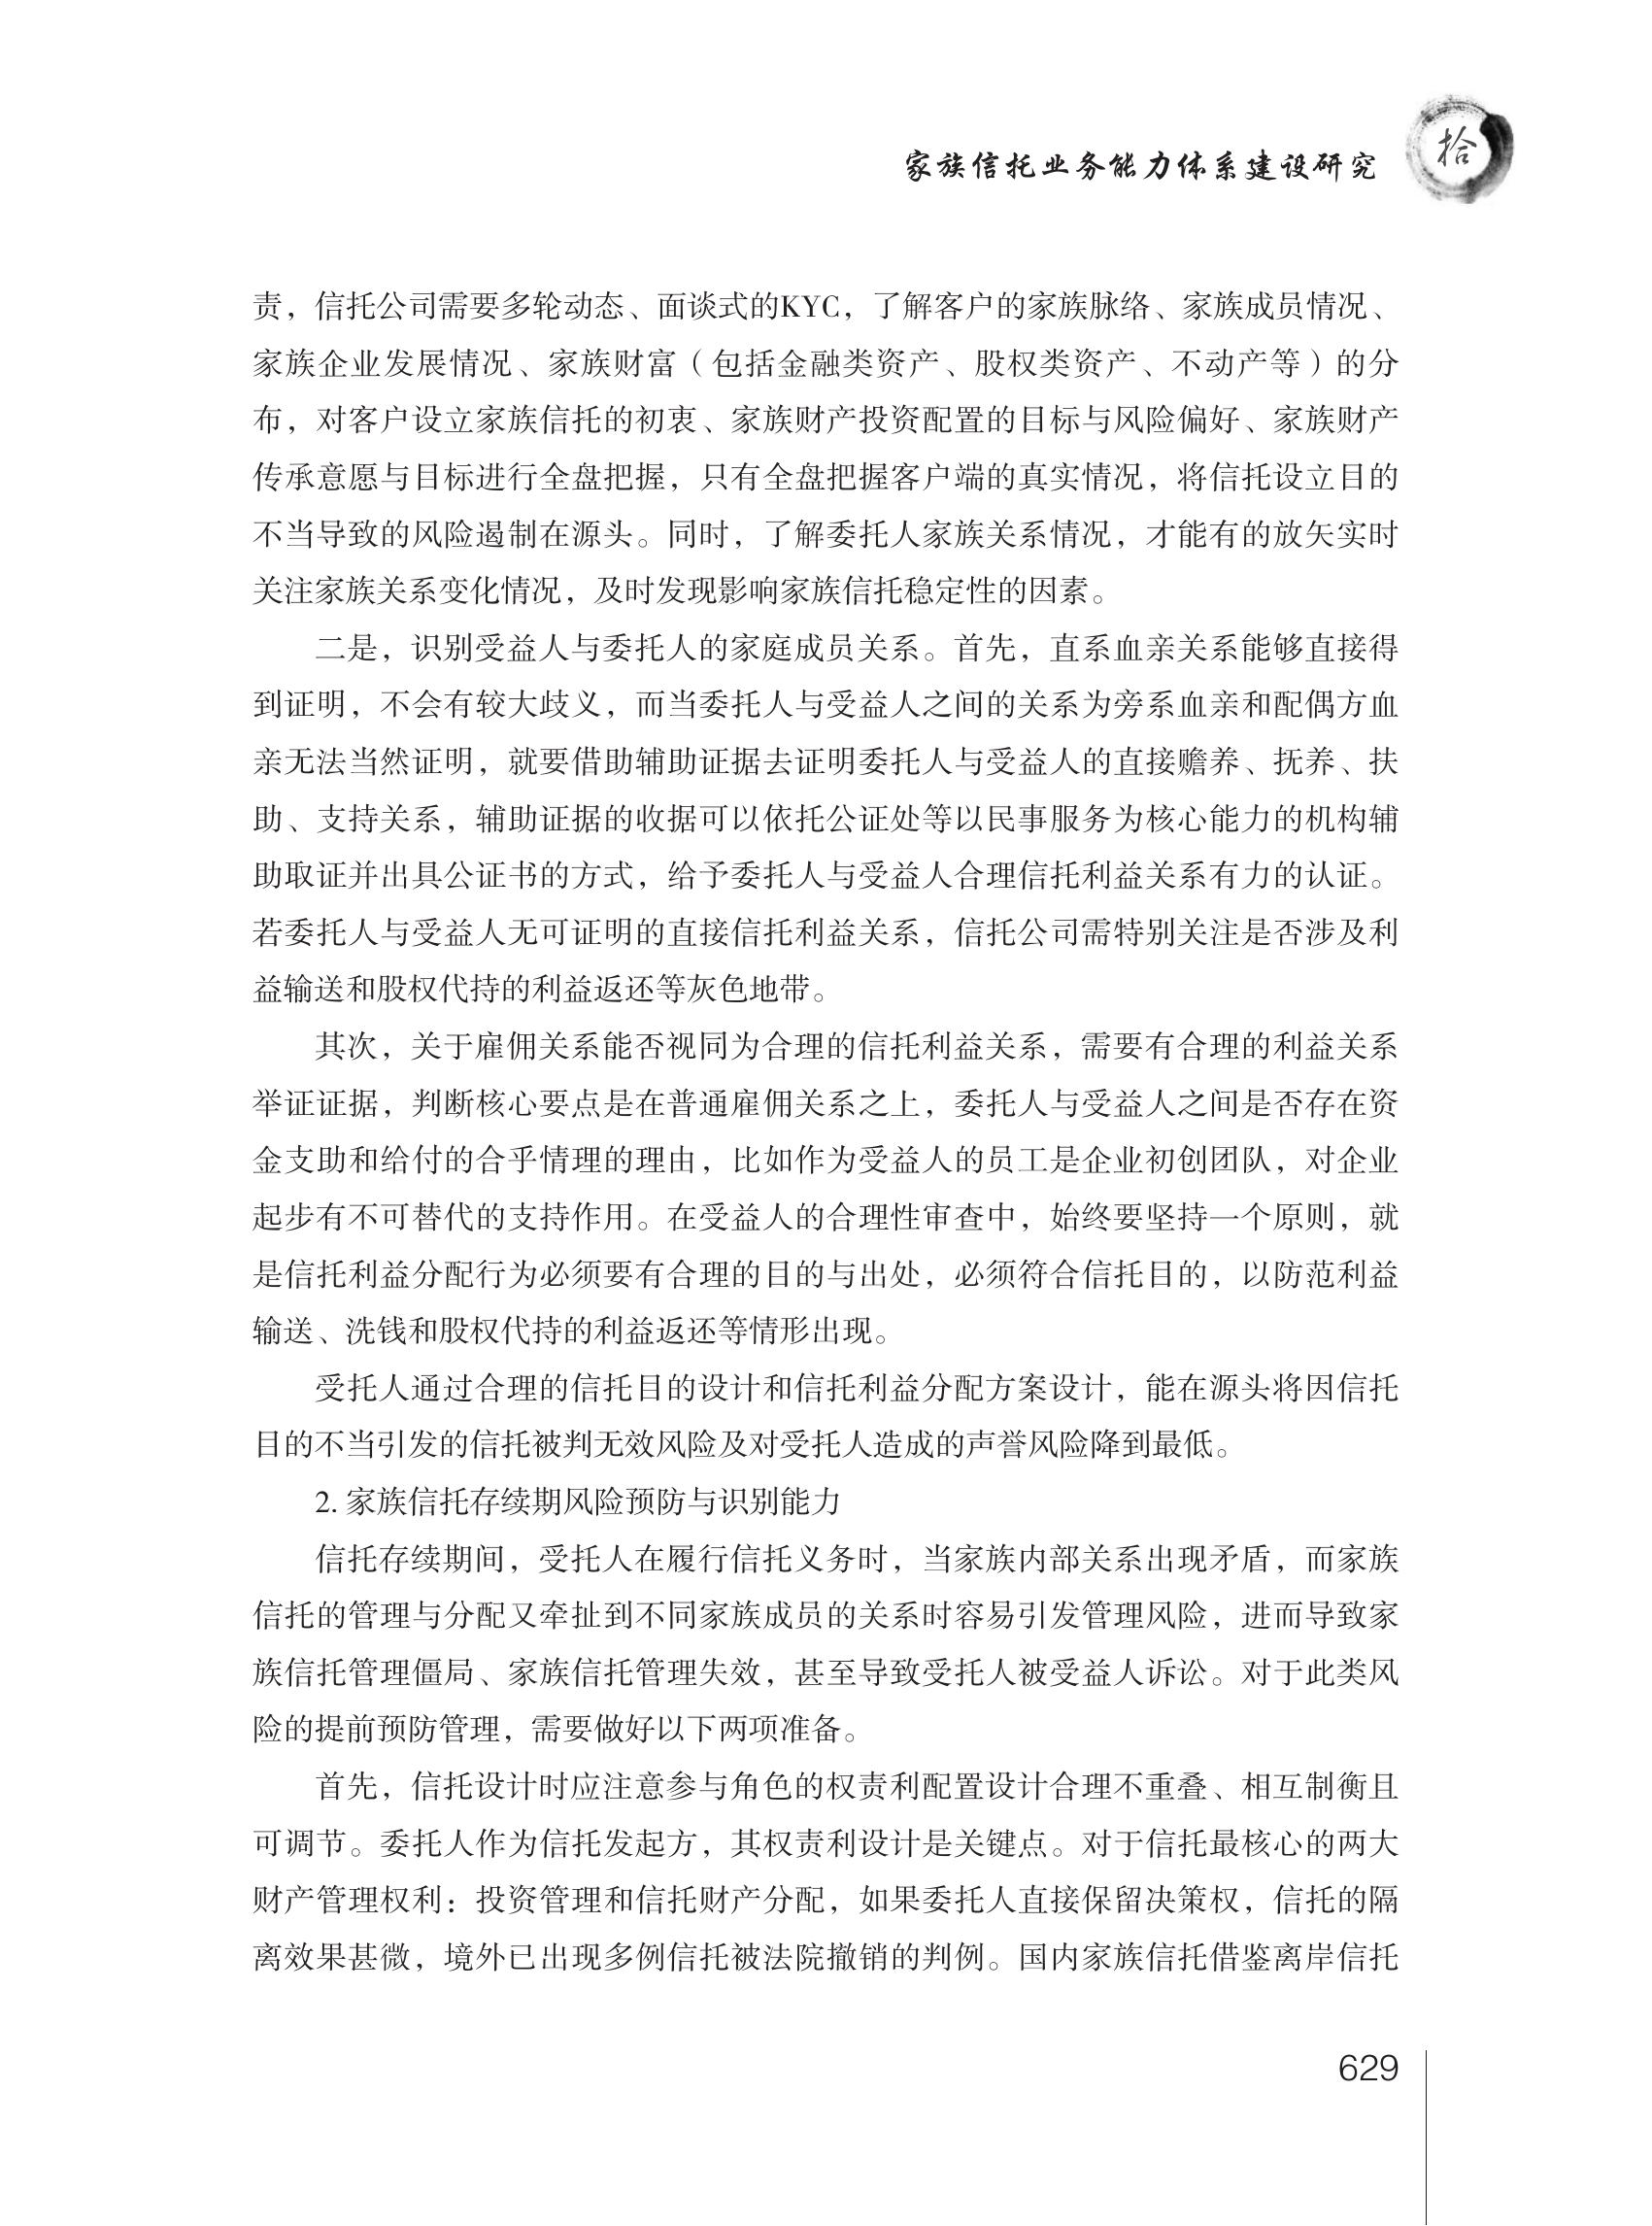 家族信托业务能力体系建设研究
拾
责，信托公司需要多轮动态、面谈式的KYC，了解客户的家族脉络、家族成员情况、
家族企业发展情况、家族财富（包括金融类资产、股权类资产、不动产等）的分
布，对客户设立家族信托的初衷、家族财产投资配置的目标与风险偏好、家族财产
传承意愿与目标进行全盘把握，只有全盘把握客户端的真实情况，将信托设立目的
不当导致的风险遏制在源头。同时，了解委托人家族关系情况，才能有的放矢实时
关注家族关系变化情况，及时发现影响家族信托稳定性的因素。
二是，识别受益人与委托人的家庭成员关系。首先，直系血亲关系能够直接得
到证明，不会有较大歧义，而当委托人与受益人之间的关系为旁系血亲和配偶方血
亲无法当然证明，就要借助辅助证据去证明委托人与受益人的直接赡养、抚养、扶
助、支持关系，辅助证据的收据可以依托公证处等以民事服务为核心能力的机构辅
助取证并出具公证书的方式，给予委托人与受益人合理信托利益关系有力的认证。
若委托人与受益人无可证明的直接信托利益关系，信托公司需特别关注是否涉及利
益输送和股权代持的利益返还等灰色地带。
其次，关于雇佣关系能否视同为合理的信托利益关系，需要有合理的利益关系
举证证据，判断核心要点是在普通雇佣关系之上，委托人与受益人之间是否存在资
金支助和给付的合乎情理的理由，比如作为受益人的员工是企业初创团队，对企业
起步有不可替代的支持作用。在受益人的合理性审查中，始终要坚持一个原则，就
是信托利益分配行为必须要有合理的目的与出处，必须符合信托目的，以防范利益
输送、洗钱和股权代持的利益返还等情形出现。
受托人通过合理的信托目的设计和信托利益分配方案设计，能在源头将因信托
目的不当引发的信托被判无效风险及对受托人造成的声誉风险降到最低。
2. 家族信托存续期风险预防与识别能力
信托存续期间，受托人在履行信托义务时，当家族内部关系出现矛盾，而家族
信托的管理与分配又牵扯到不同家族成员的关系时容易引发管理风险，进而导致家
族信托管理僵局、家族信托管理失效，甚至导致受托人被受益人诉讼。对于此类风
险的提前预防管理，需要做好以下两项准备。
首先，信托设计时应注意参与角色的权责利配置设计合理不重叠、相互制衡且
可调节。委托人作为信托发起方，其权责利设计是关键点。对于信托最核心的两大
财产管理权利：投资管理和信托财产分配，如果委托人直接保留决策权，信托的隔
离效果甚微，境外已出现多例信托被法院撤销的判例。国内家族信托借鉴离岸信托
629